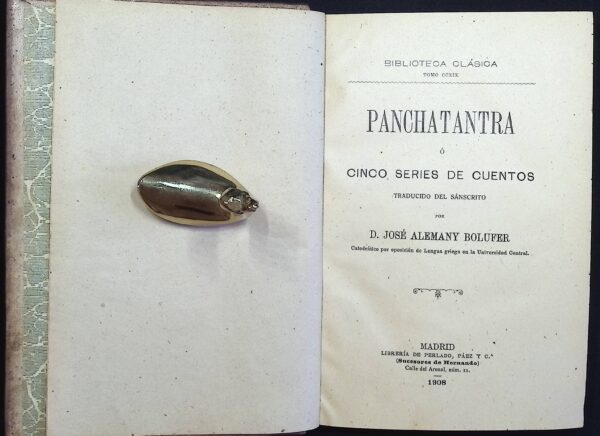 BIBLIOTECA CLÁSICA
TOMO CCXIX
PANCHATANTRA
Ó
CINCO SERIES DE CUENTOS
TRADUCIDO DEL SÁNSCRITO
POR
D. JOSÉ ALEMANY BOLUFER
Catedrático por oposición de Lengua griega en la Universidad Central.
MADRID
LIBRERÍA DE PERLADO, PÁEZ Y C.ª
(Sucesores de Hernando)
Calle del Arenal, núm. 11.
1908